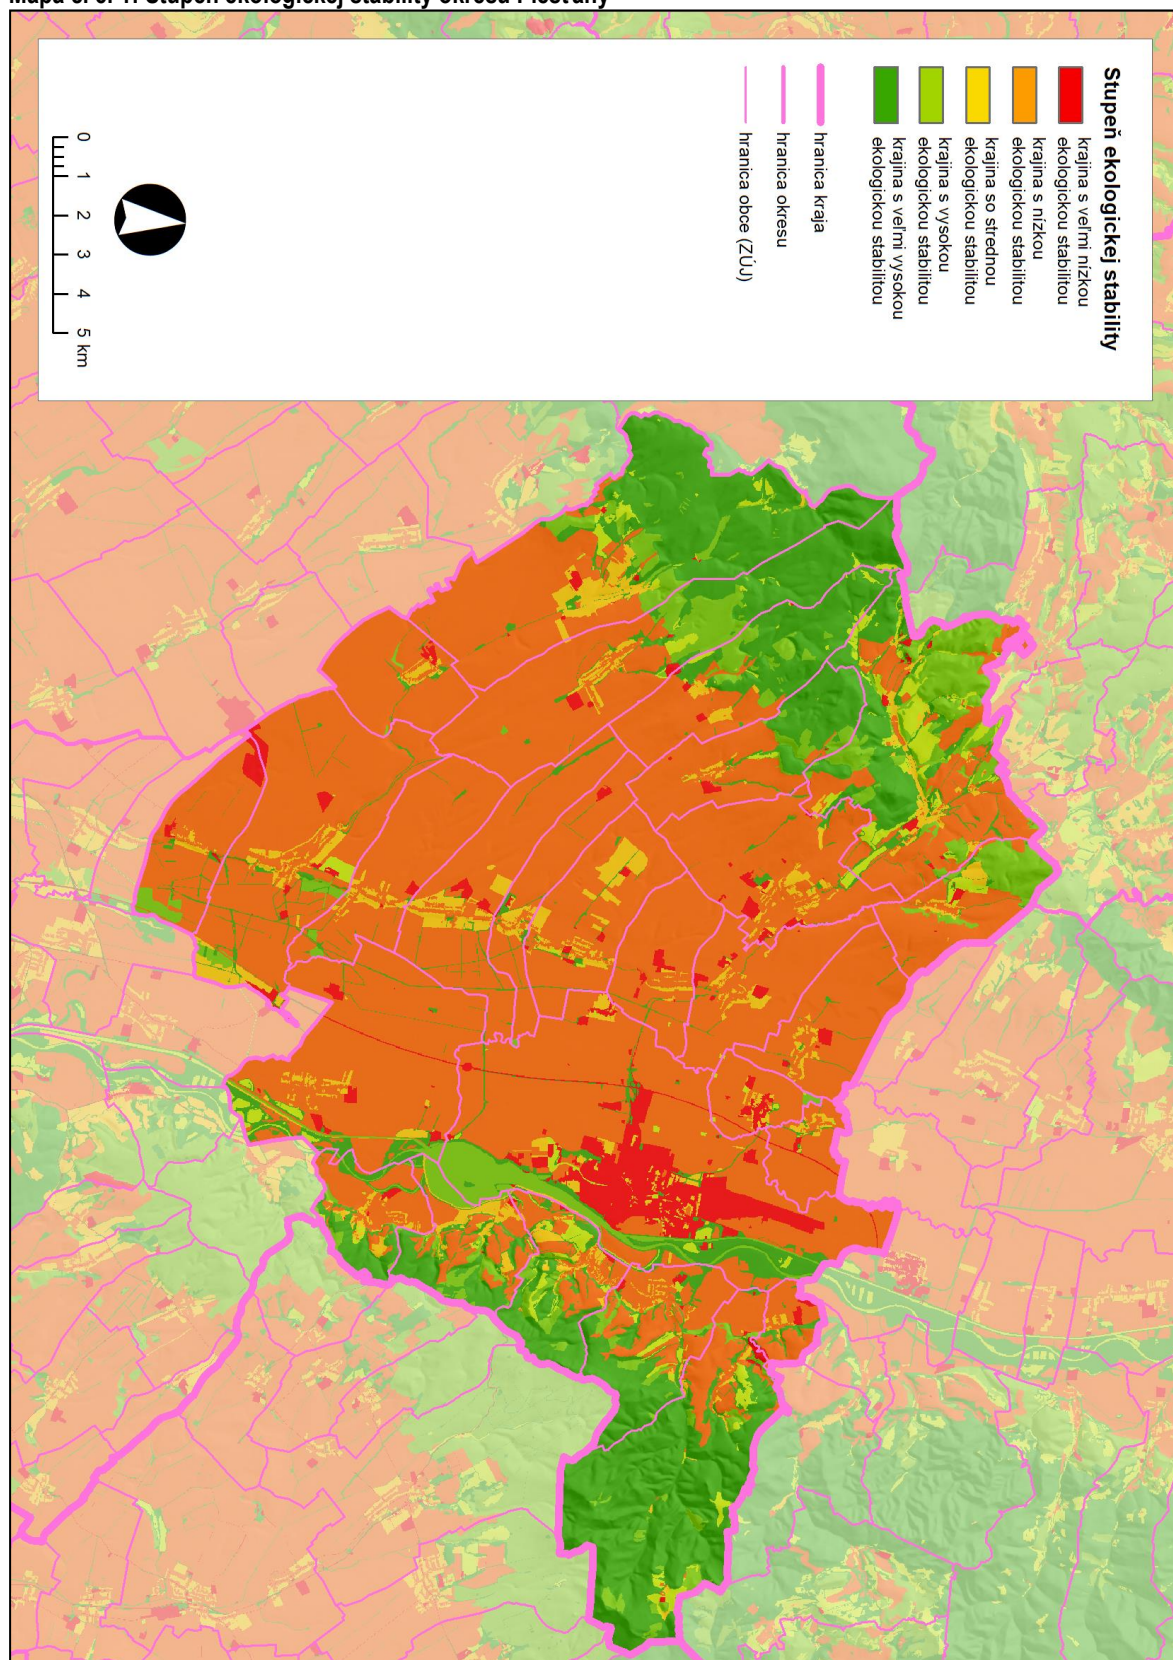 Mapa č. 3. 1: Stupeň ekologickej stability okresu Piešťany
Stupeň ekologickej stability
krajina s veľmi nízkou
ekologickou stabilitou
krajina s nízkou
ekologickou stabilitou
krajina so strednou
ekologickou stabilitou
krajina s vysokou
ekologickou stabilitou
krajina s veľmi vysokou
ekologickou stabilitou
hranica kraja
hranica okresu
hranica obce (ZÚJ)
0 1 2 3 4 5 km